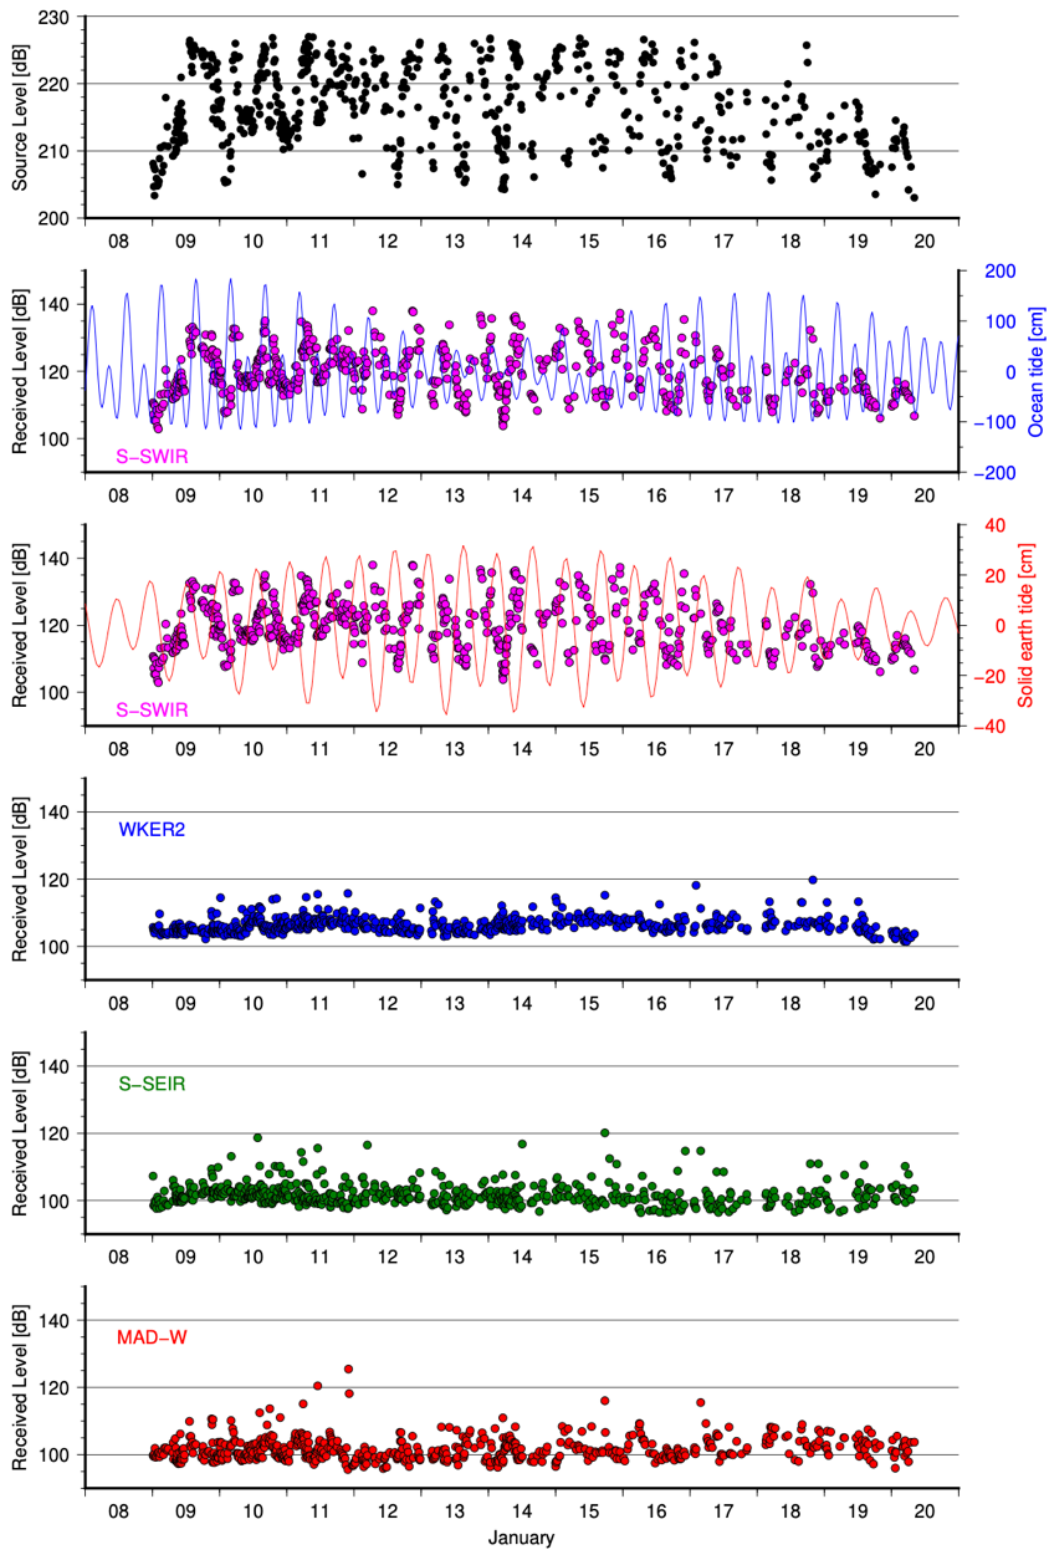 Source Level [dB]
230
220
210
200
08 09 10 11 12 13 14 15 16 17 18 19 20
Received Level [dB]
140
120
100
S-SWIR
200
100
0
-100
-200
Ocean tide [cm]
08 09 10 11 12 13 14 15 16 17 18 19 20
Received Level [dB]
140
120
100
S-SWIR
40
20
0
-20
-40
Solid earth tide [cm]
08 09 10 11 12 13 14 15 16 17 18 19 20
Received Level [dB]
140
120
100
WKER2
08 09 10 11 12 13 14 15 16 17 18 19 20
Received Level [dB]
140
120
100
S-SEIR
08 09 10 11 12 13 14 15 16 17 18 19 20
Received Level [dB]
140
120
100
MAD-W
08 09 10 11 12 13 14 15 16 17 18 19 20
January